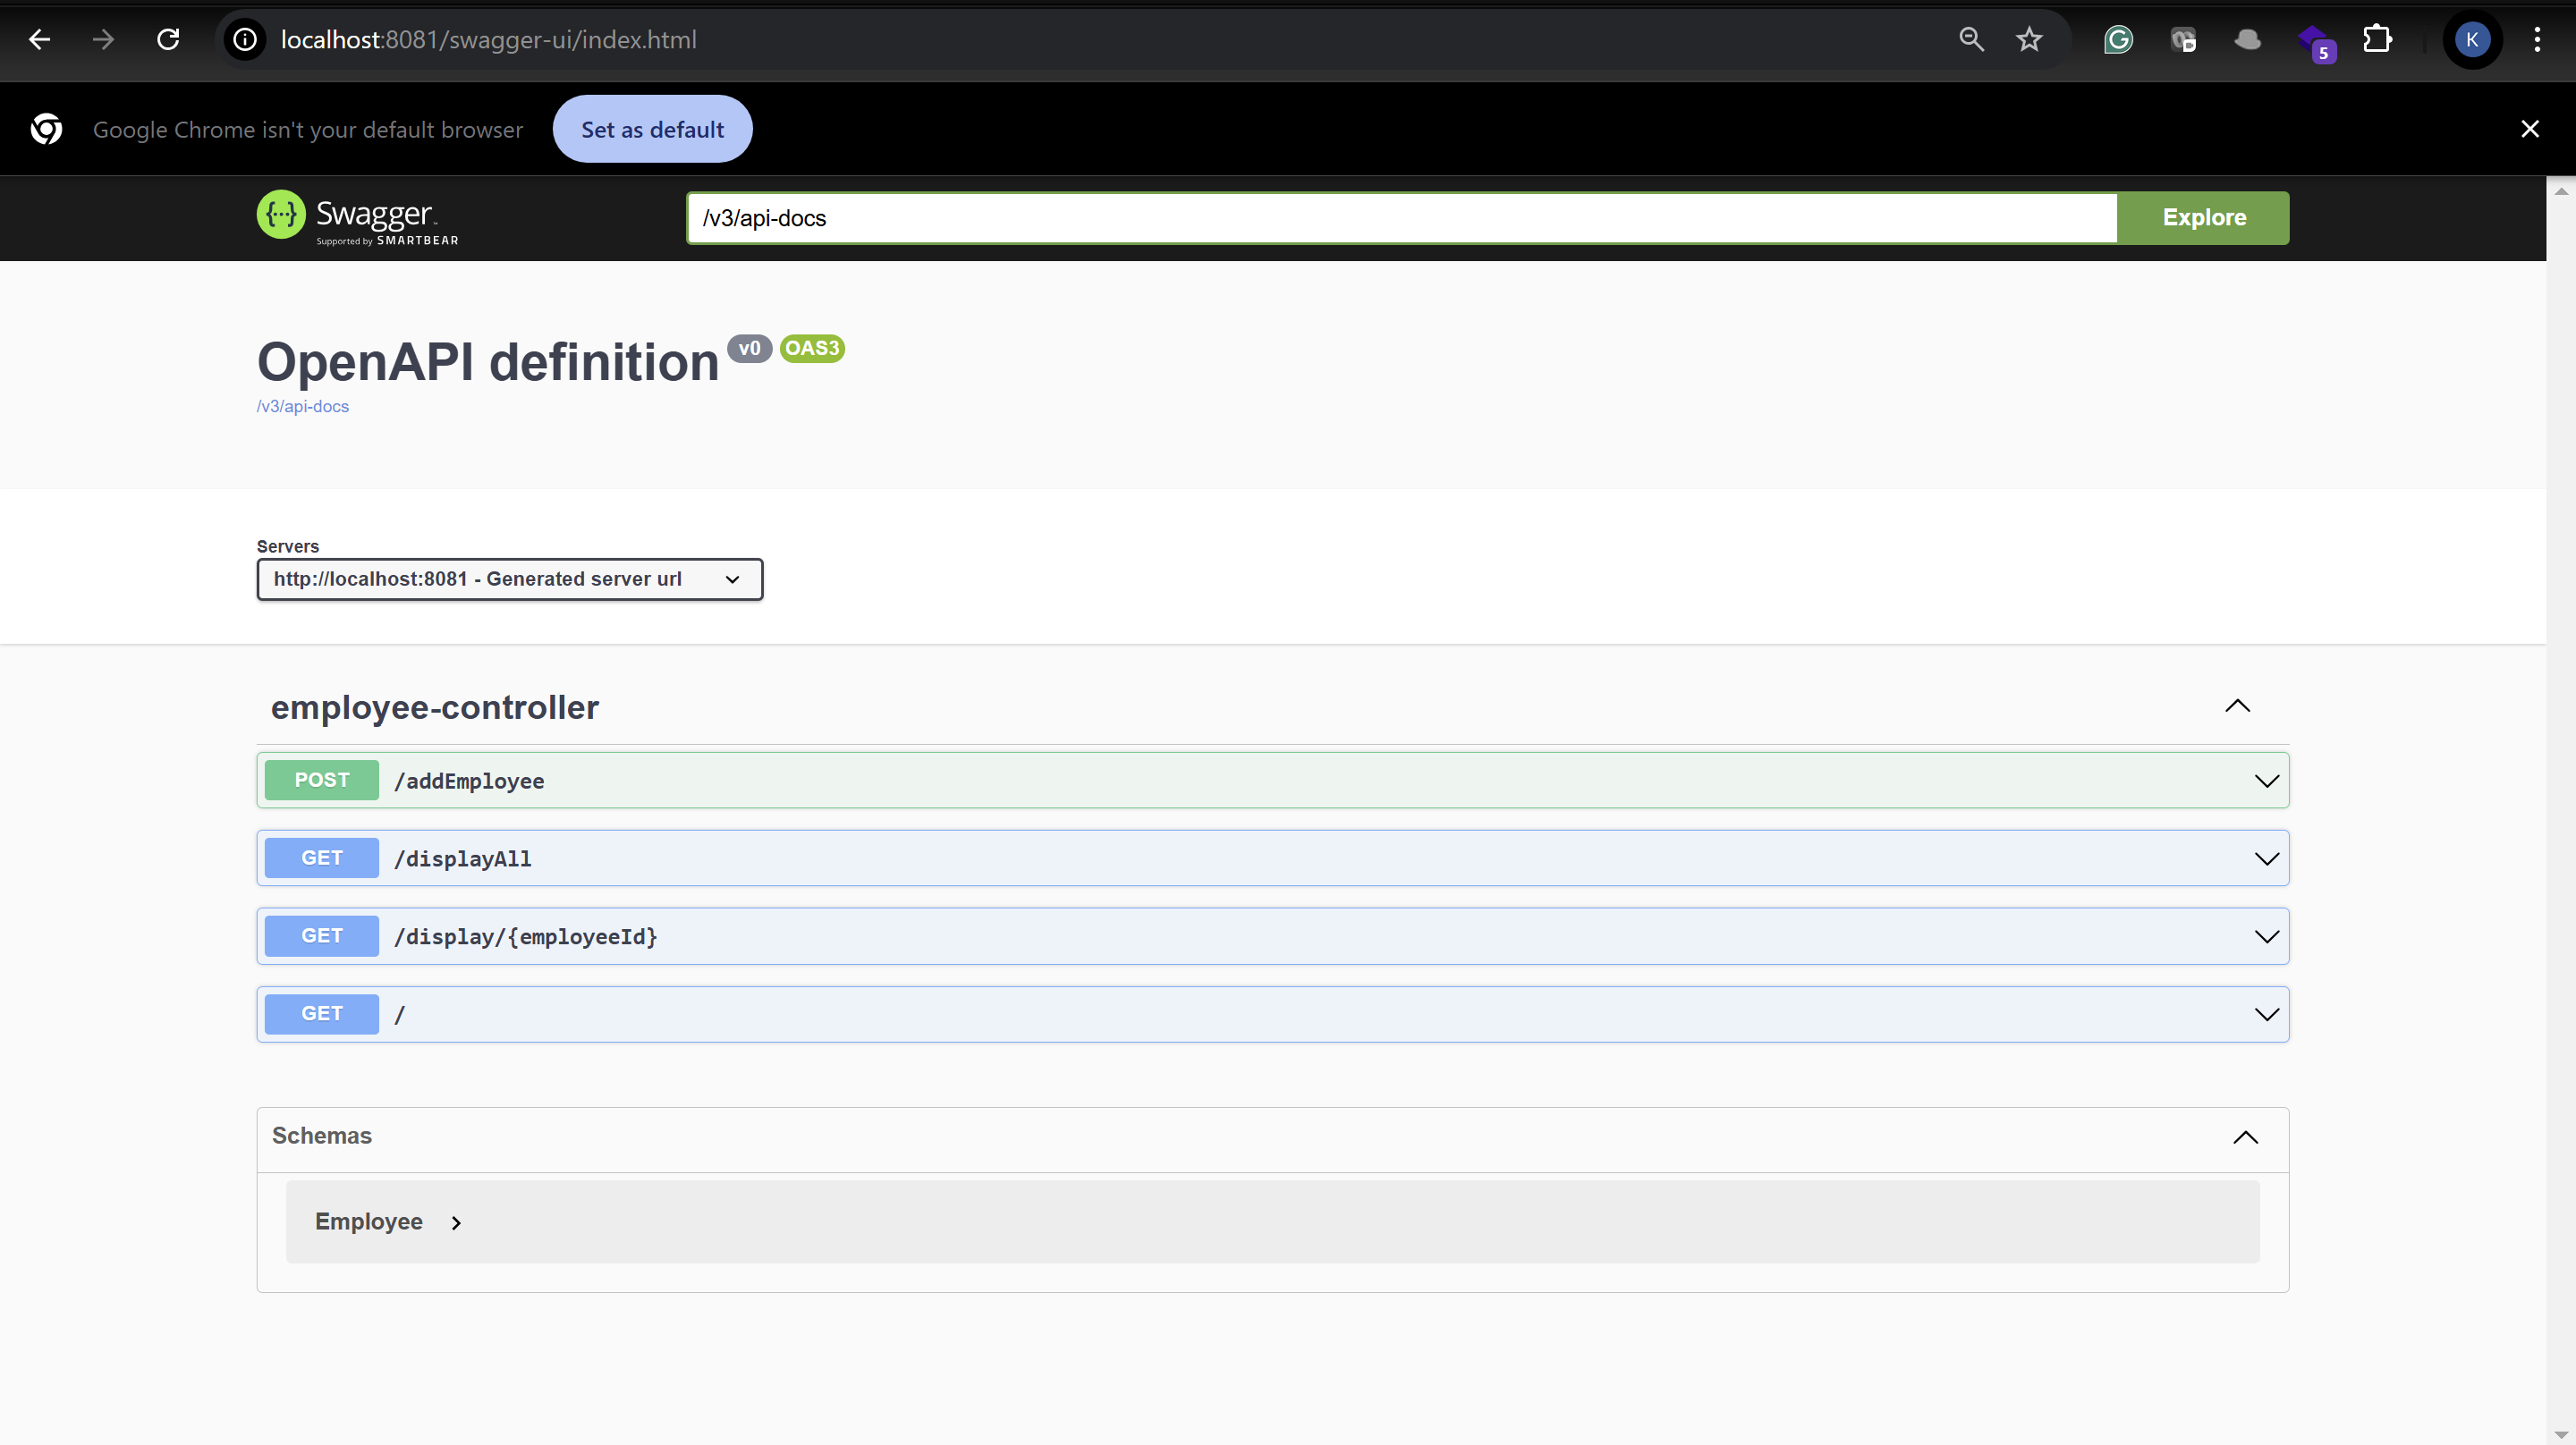 localhost:8081/swagger-ui/index.html
5
K
Google Chrome isn't your default browser
Set as default
{···}
Swagger™
Supported by SMARTBEAR
/v3/api-docs
Explore
OpenAPI definition v0 OAS3
/v3/api-docs
Servers
http://localhost:8081 - Generated server url
employee-controller
POST /addEmployee
GET /displayAll
GET /display/{employeeId}
GET /
Schemas
Employee